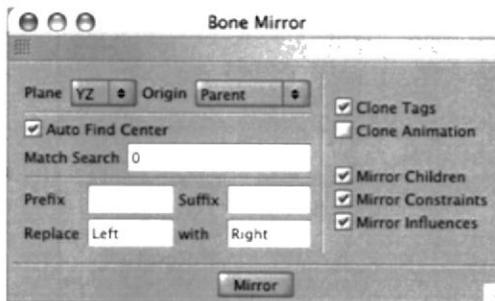 Bone Mirror
Plane YZ Origin Parent
Auto Find Center
Match Search 0
Prefix Suffix
Replace Left with Right
Clone Tags
Clone Animation
Mirror Children
Mirror Constraints
Mirror Influences
Mirror